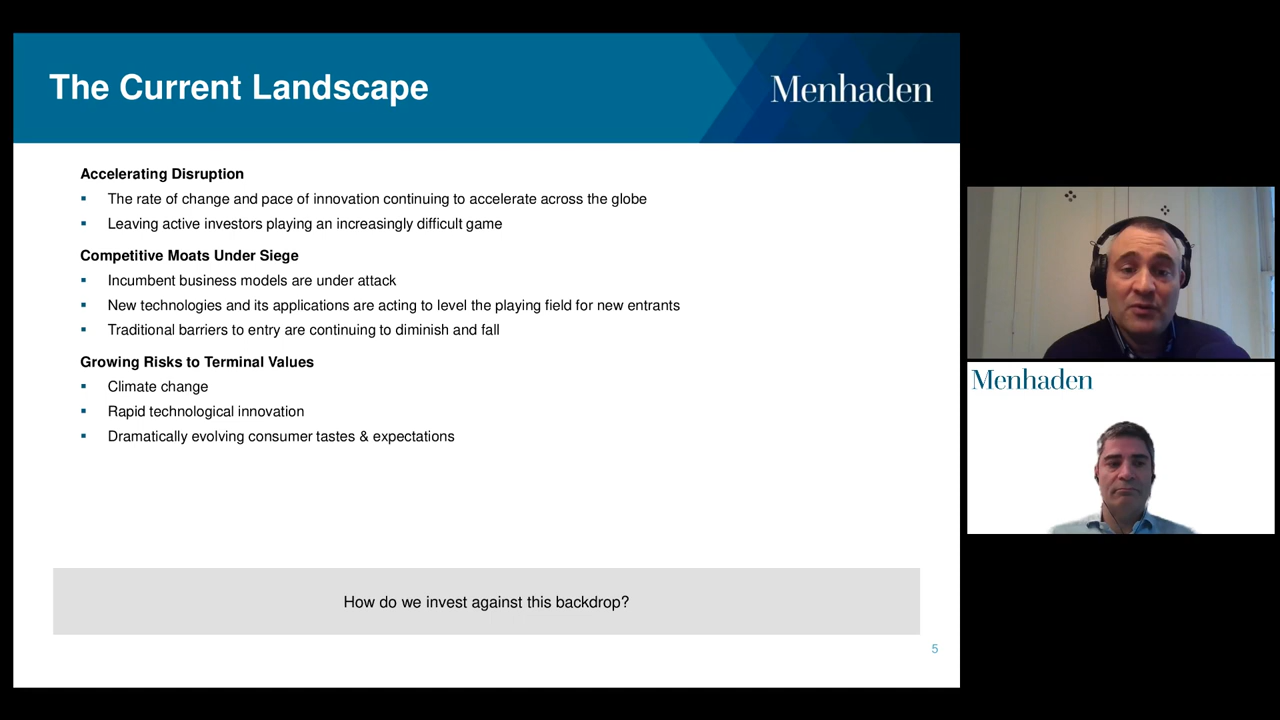 The Current Landscape
Menhaden
Accelerating Disruption
The rate of change and pace of innovation continuing to accelerate across the globe
Leaving active investors playing an increasingly difficult game
Competitive Moats Under Siege
Incumbent business models are under attack
New technologies and its applications are acting to level the playing field for new entrants
Traditional barriers to entry are continuing to diminish and fall
Growing Risks to Terminal Values
Climate change
Rapid technological innovation
Dramatically evolving consumer tastes & expectations
How do we invest against this backdrop?
5
Menhaden